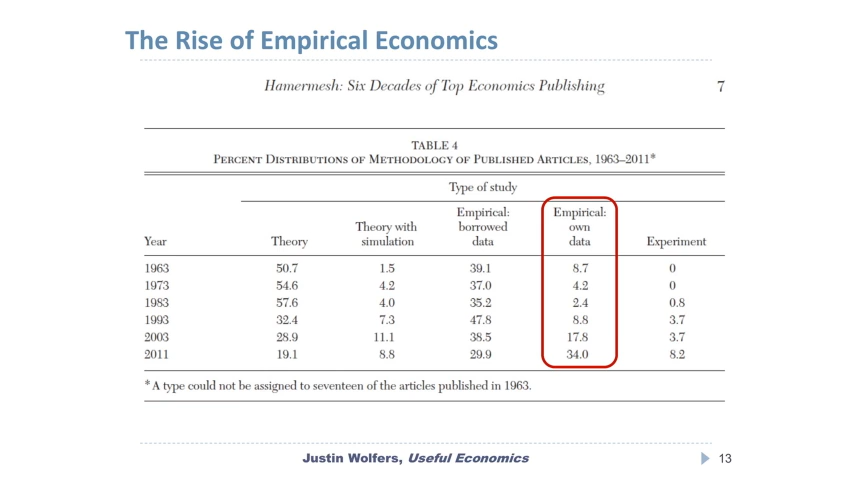 The Rise of Empirical Economics
Hamermesh: Six Decades of Top Economics Publishing 7
TABLE 4
Percent Distributions of Methodology of Published Articles, 1963–2011*
Type of study
Year Theory Theory with simulation Empirical: borrowed data Empirical: own data Experiment
1963 50.7 1.5 39.1 8.7 0
1973 54.6 4.2 37.0 4.2 0
1983 57.6 4.0 35.2 2.4 0.8
1993 32.4 7.3 47.8 8.8 3.7
2003 28.9 11.1 38.5 17.8 3.7
2011 19.1 8.8 29.9 34.0 8.2
*A type could not be assigned to seventeen of the articles published in 1963.
Justin Wolfers, Useful Economics 13